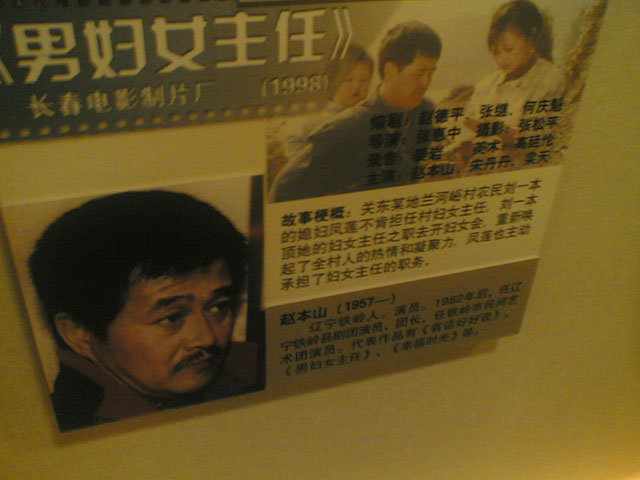 《男妇女主任》
长春电影制片厂 (1998)
编剧：赵德平、张继、何庆魁
导演：张惠中 摄影：张松平
录音：姜岩 美术：高廷伦
主演：赵本山、宋丹丹、梁天
故事梗概：关东某地兰河峪村农民刘一本
的媳妇凤莲不肯担任村妇女主任，刘一本
顶她的妇女主任之职去开妇女会，重新唤
起了全村人的热情和凝聚力，凤莲也主动
承担了妇女主任的职务。
赵本山（1957—）
辽宁铁岭人。演员。1982年后，任辽
宁铁岭县剧团演员、团长，任铁岭市民间艺
术团演员。代表作品有《有话好好说》、
《男妇女主任》、《幸福时光》等。